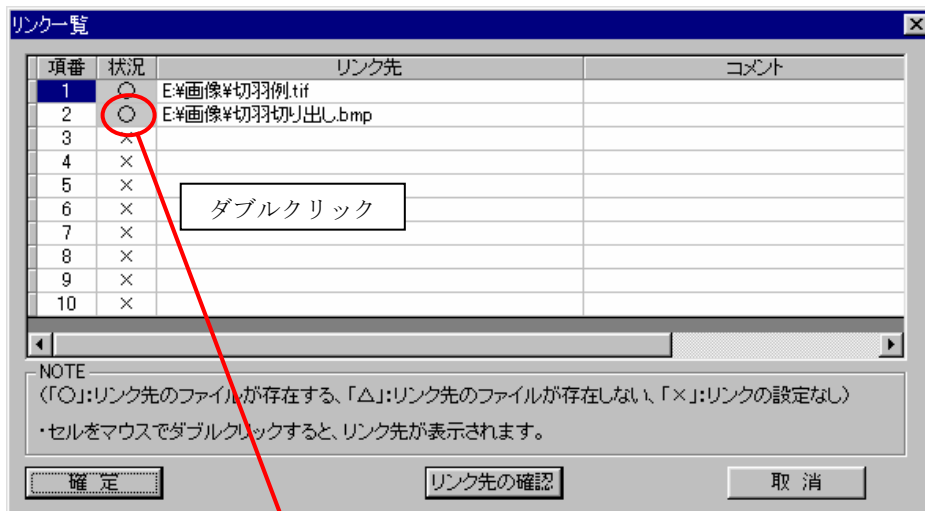 リンク一覧
項番 状況 リンク先 コメント
1 ○ E:¥画像¥切羽例.tif
2 ○ E:¥画像¥切羽切り出し.bmp
3 ×
4 ×
5 ×
ダブルクリック
6 ×
7 ×
8 ×
9 ×
10 ×
NOTE
(「○」:リンク先のファイルが存在する、「△」:リンク先のファイルが存在しない、「×」:リンクの設定なし)
・セルをマウスでダブルクリックすると、リンク先が表示されます。
確 定 リンク先の確認 取 消